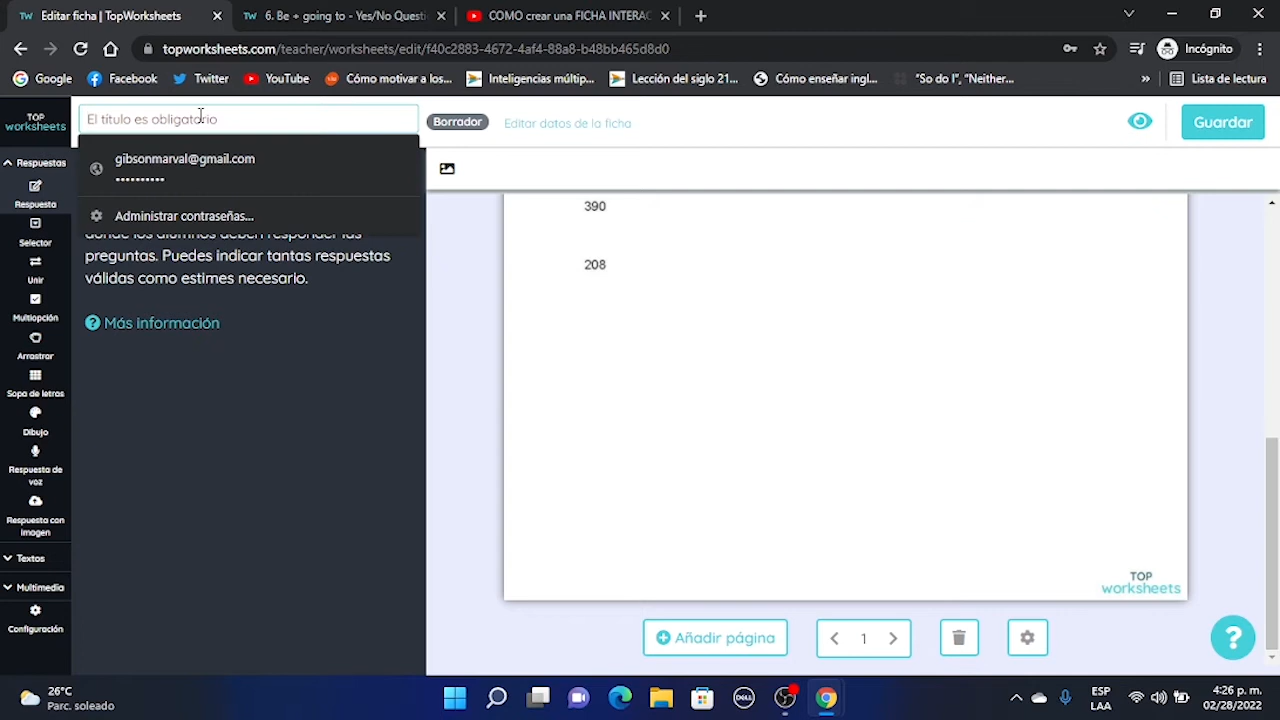 Editar ficha | TopWorksheets
6. Be + going to - Yes/No Questi
COMO crear una FICHA INTERAC
topworksheets.com/teacher/worksheets/edit/f40c2883-4672-4af4-88a8-b48bb465d8d0
Incógnito
Google
Facebook
Twitter
YouTube
Cómo motivar a los...
Inteligencias múltip...
Lección del siglo 21...
Cómo enseñar ingl...
"So do I", "Neither...
Lista de lectura
TOP
worksheets
El título es obligatorio
Borrador
Editar datos de la ficha
Guardar
gibsonmarval@gmail.com
Administrar contraseñas...
donde los alumnos deben responder las
preguntas. Puedes indicar tantas respuestas
válidas como estimes necesario.
Más información
Respuestas
Respuesta
Selector
Unir
Multiopción
Arrastrar
Sopa de letras
Dibujo
Respuesta de
voz
Respuesta con
imagen
Textos
Multimedia
Configuración
390
208
TOP
worksheets
Añadir página
1
?
26°C
Parc. soleado
DELL
ESP
LAA
4:26 p. m.
02/28/2022